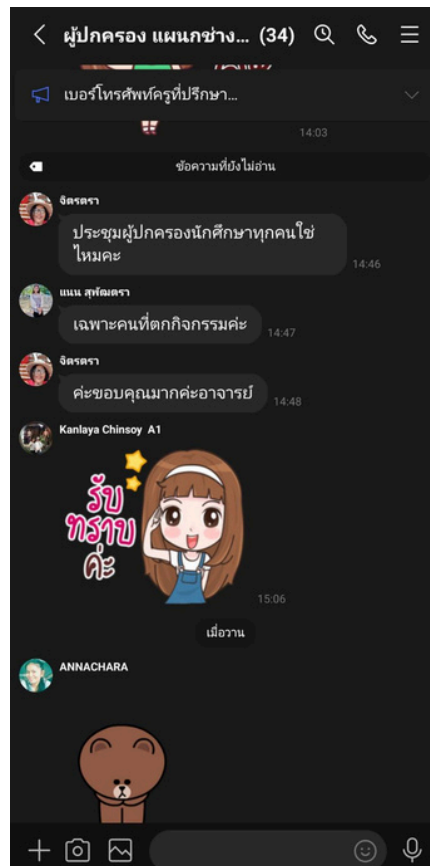 ผู้ปกครอง แผนกช่าง... (34)
เบอร์โทรศัพท์ครูที่ปรึกษา...
14:03
ข้อความที่ยังไม่อ่าน
จิตรตรา
ประชุมผู้ปกครองนักศึกษาทุกคนใช่
ไหมคะ
14:46
แนน สุพัฒตรา
เฉพาะคนที่ตกกิจกรรมค่ะ
14:47
จิตรตรา
ค่ะขอบคุณมากค่ะอาจารย์
14:48
Kanlaya Chinsoy A1
รับ
ทราบ
ค่ะ
15:06
เมื่อวาน
ANNACHARA